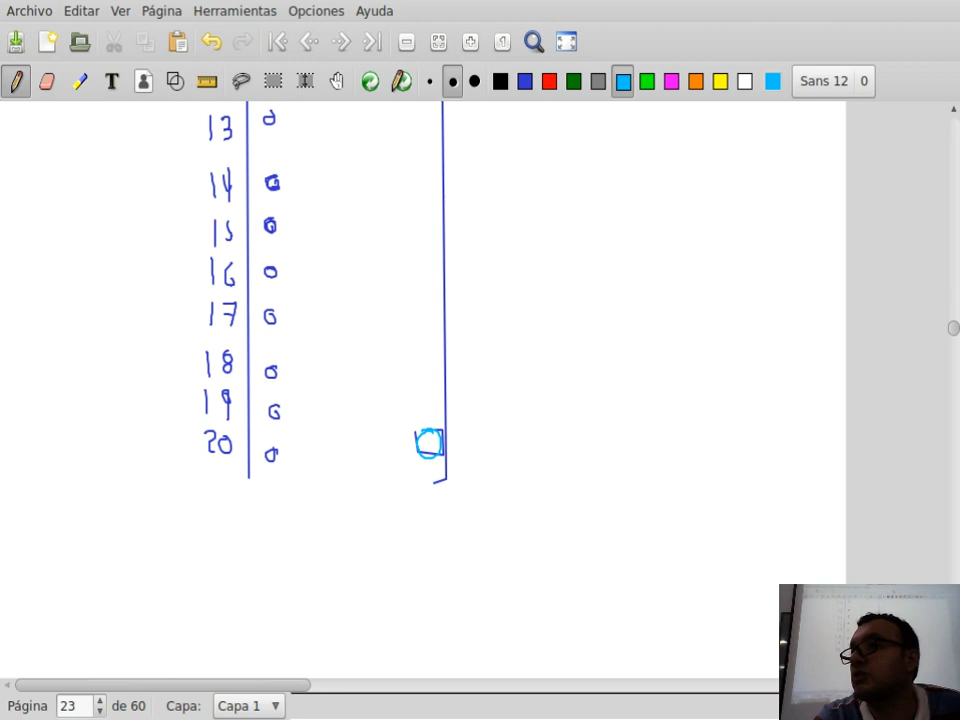 Archivo Editar Ver Página Herramientas Opciones Ayuda
T Sans 12 0
13 0
14 0
15 0
16 0
17 0
18 0
19 0
20 0
Página 23 de 60 Capa: Capa 1